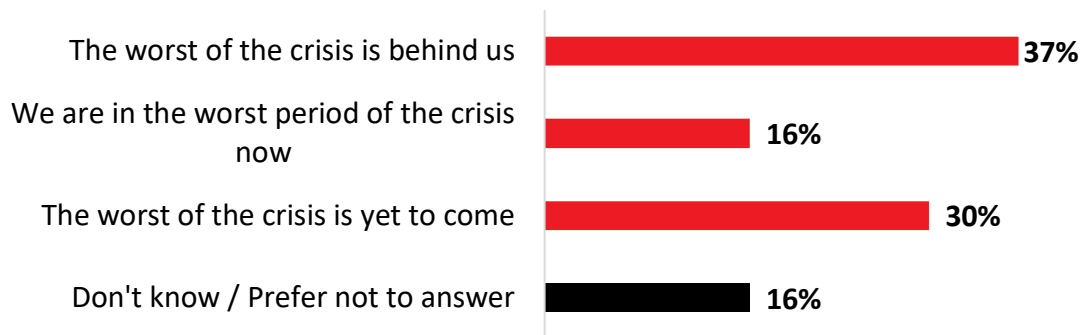 The worst of the crisis is behind us
37%
We are in the worst period of the crisis
now
16%
The worst of the crisis is yet to come
30%
Don't know / Prefer not to answer
16%